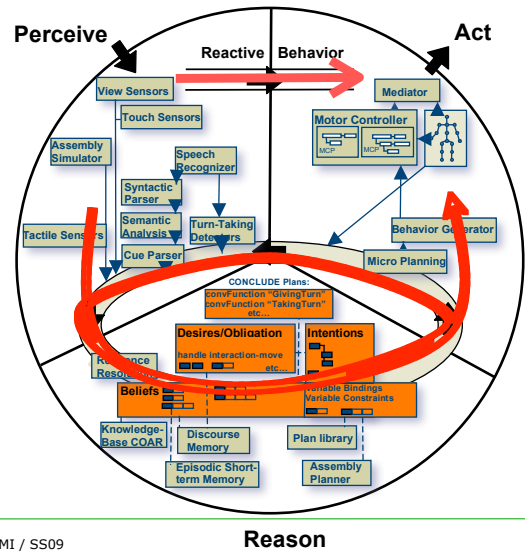 Perceive
Act
Reactive Behavior
View Sensors
Mediator
Touch Sensors
Motor Controller
MCP
MCP
Assembly
Simulator
Speech
Recognizer
Syntactic
Parser
Semantic
Analysis
Turn-Taking
Tactile Sensors
Behavior Generator
Cue Parser
Micro Planning
CONCLUDE Plans:
convFunction "GivingTurn"
convFunction "TakingTurn"
etc...
Desires/Obligation
Intentions
handle interaction-move
etc...
Beliefs
Variable Bindings
Variable Constraints
Knowledge-
Base COAR
Discourse
Memory
Plan library
Episodic Short-
term Memory
Assembly
Planner
MI / SS09
Reason